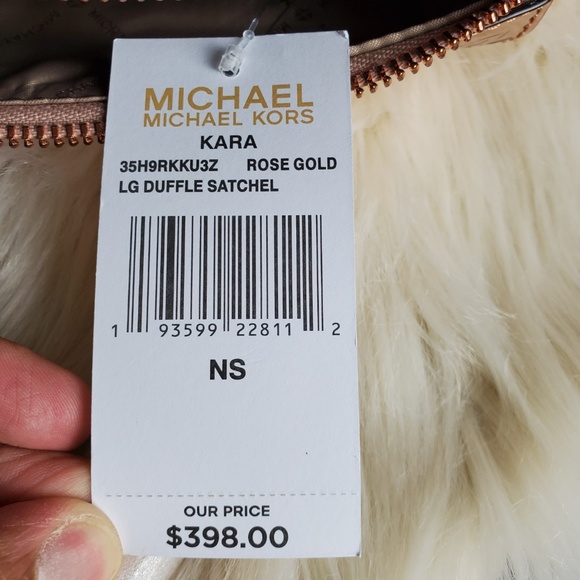 MICHAEL
MICHAEL KORS
KARA
35H9RKKU3Z ROSE GOLD
LG DUFFLE SATCHEL
1 93599 22811 2
NS
OUR PRICE
$398.00